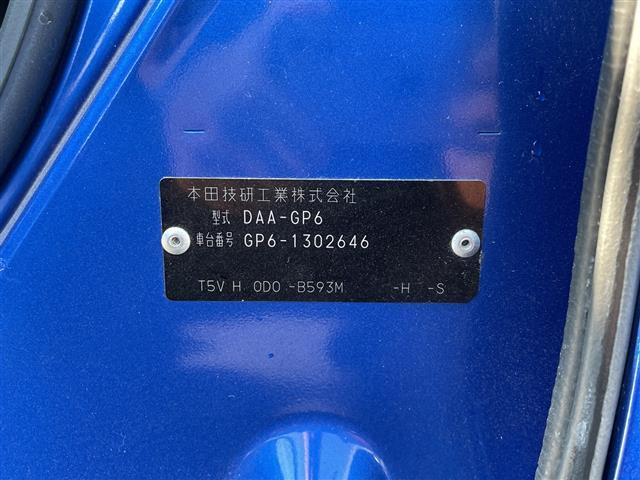 本田技研工業株式会社
型式 DAA-GP6
車台番号 GP6-1302646
T5V H 0D0 -B593M -H -S